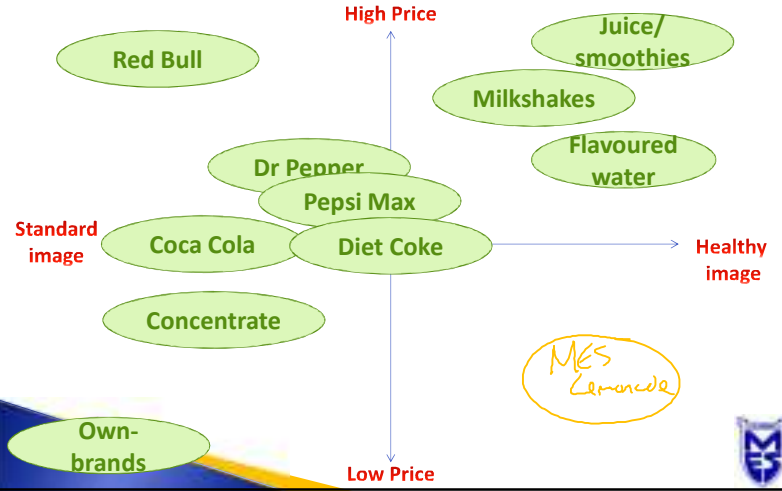 High Price
Juice/
smoothies
Red Bull
Milkshakes
Flavoured
water
Dr Pepper
Pepsi Max
Standard
image
Coca Cola
Diet Coke
Healthy
image
Concentrate
MES
Lemonade
Own-
brands
Low Price
MES